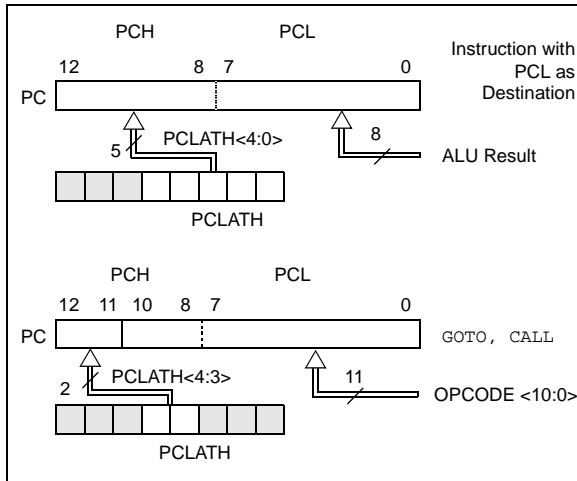 PCH PCL
12 8 7 0
Instruction with
PCL as
Destination
PC
5 PCLATH<4:0>
8
ALU Result
PCLATH
PCH PCL
12 11 10 8 7 0
PC
GOTO, CALL
2 PCLATH<4:3>
11
OPCODE <10:0>
PCLATH